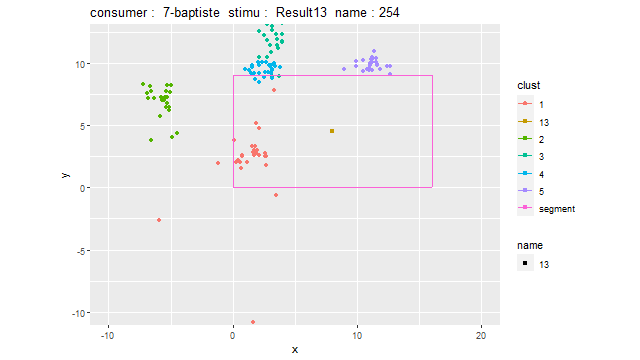 consumer : 7-baptiste stimu : Result13 name : 254
10
5
0
-5
-10
y
-10
0
10
20
x
clust
1
13
2
3
4
5
segment
name
13